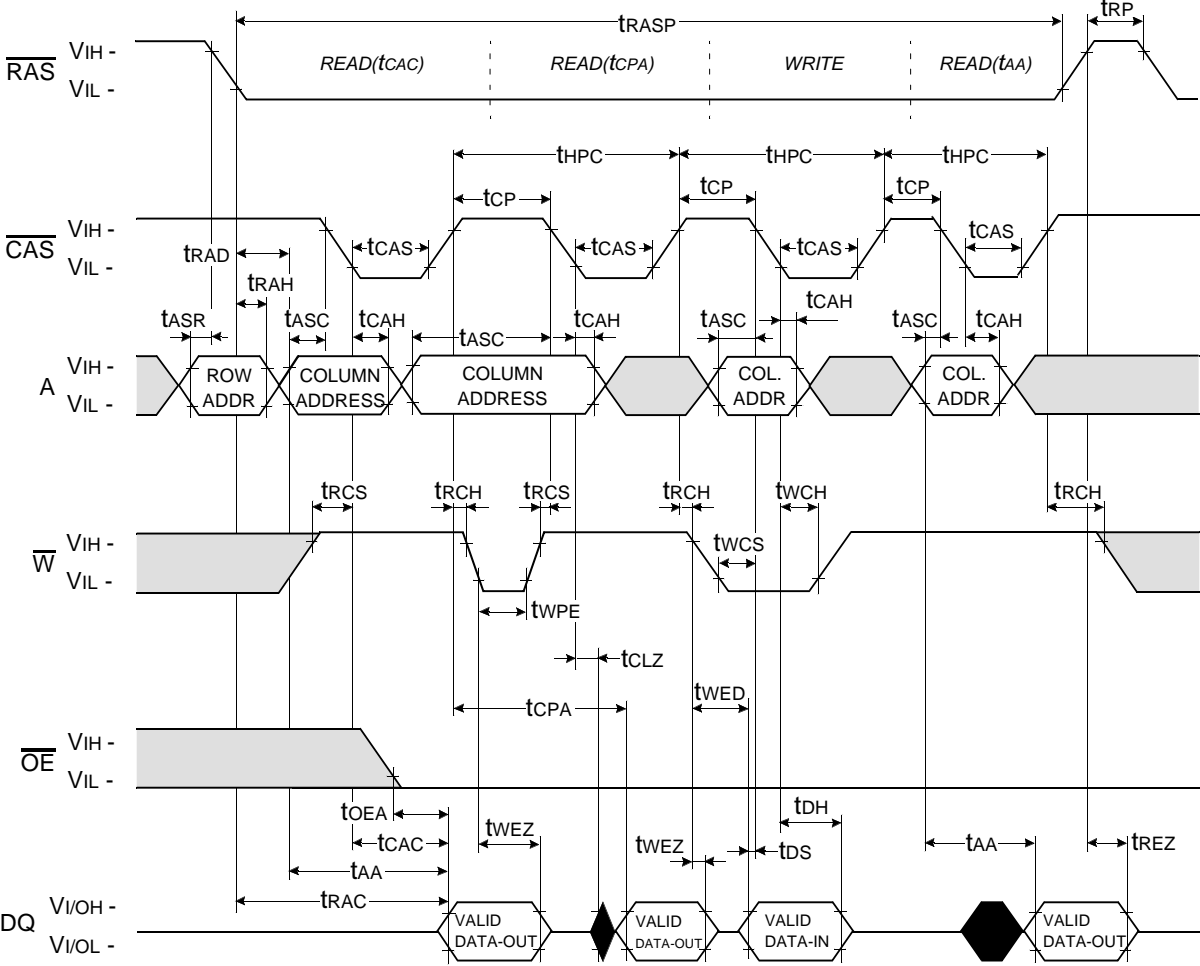 tRASP
tRP
RAS
VIH -
VIL -
READ(tCAC)
READ(tCPA)
WRITE
READ(tAA)
tHPC
tHPC
tHPC
tCP
tCP
tCP
CAS
VIH -
VIL -
tCAS
tCAS
tCAS
tCAS
tRAD
tRAH
tASR
tASC
tCAH
tASC
tCAH
tASC
tCAH
tASC
tCAH
A
VIH -
VIL -
ROW
ADDR
COLUMN
ADDRESS
COLUMN
ADDRESS
COL.
ADDR
COL.
ADDR
tRCS
tRCH
tRCS
tRCH
tWCH
tRCH
W
VIH -
VIL -
tWCS
tWPE
tCLZ
tWED
tCPA
OE
VIH -
VIL -
tOEA
tCAC
tAA
tRAC
tWEZ
tWEZ
tDH
tDS
tAA
tREZ
DQ
VI/OH -
VI/OL -
VALID
DATA-OUT
VALID
DATA-OUT
VALID
DATA-IN
VALID
DATA-OUT